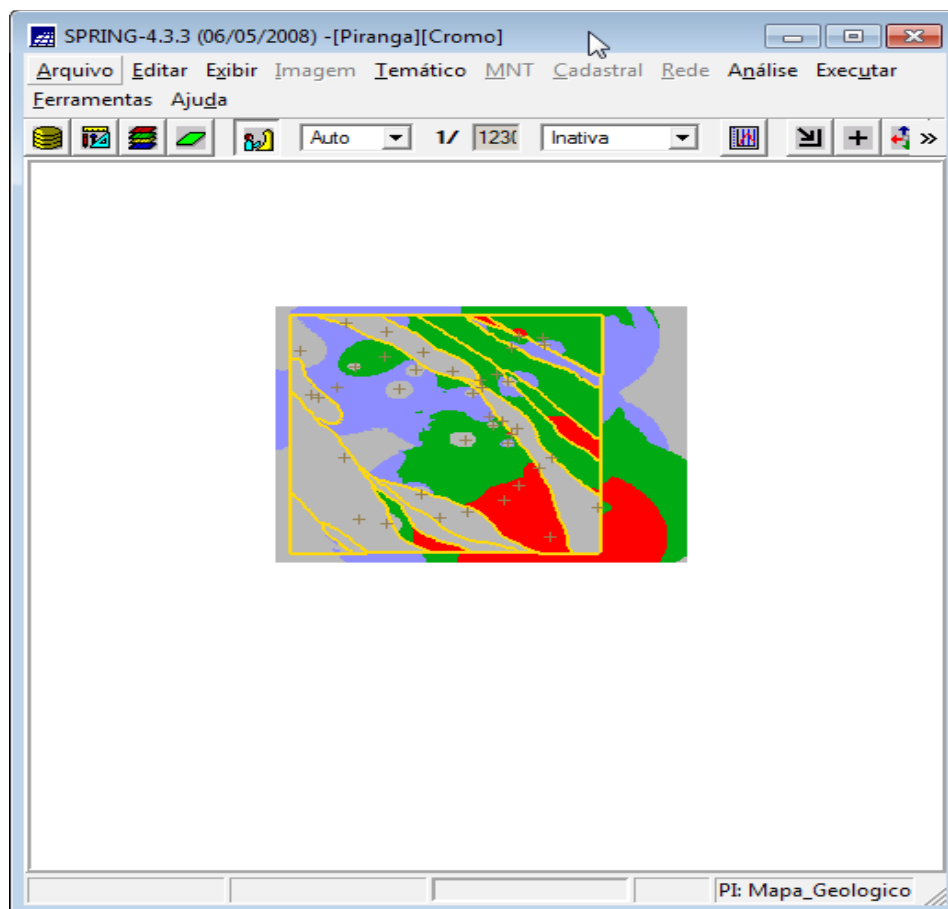 SPRING-4.3.3 (06/05/2008) -[Piranga][Cromo]
Arquivo Editar Exibir Imagem Temático MNT Cadastral Rede Análise Executar
Ferramentas Ajuda
Auto 1/ 1230 Inativa »
PI: Mapa_Geologico